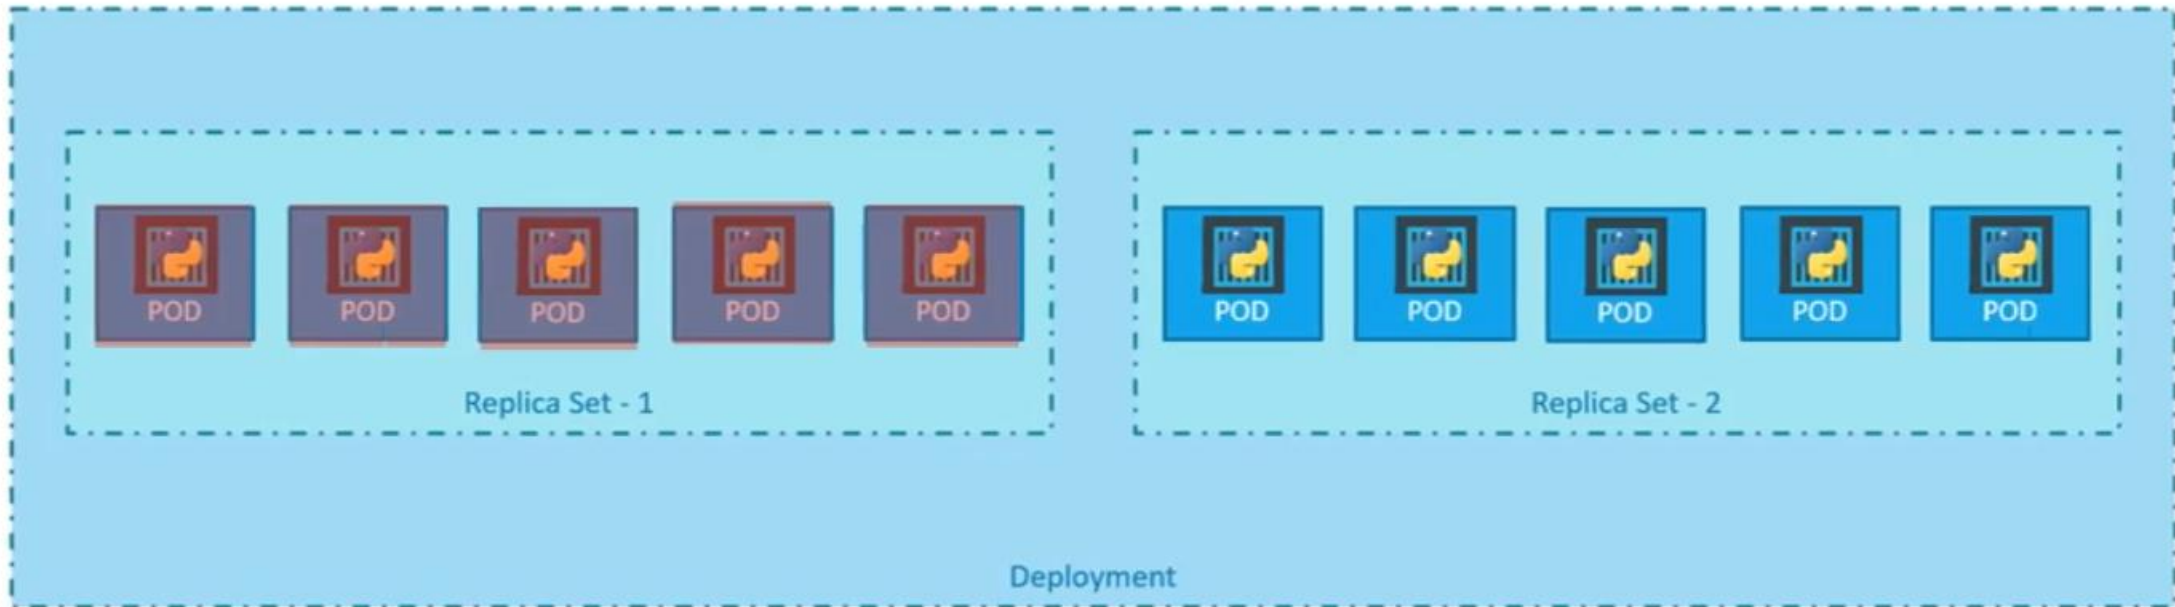 POD
POD
POD
POD
POD
Replica Set - 1
POD
POD
POD
POD
POD
Replica Set - 2
Deployment